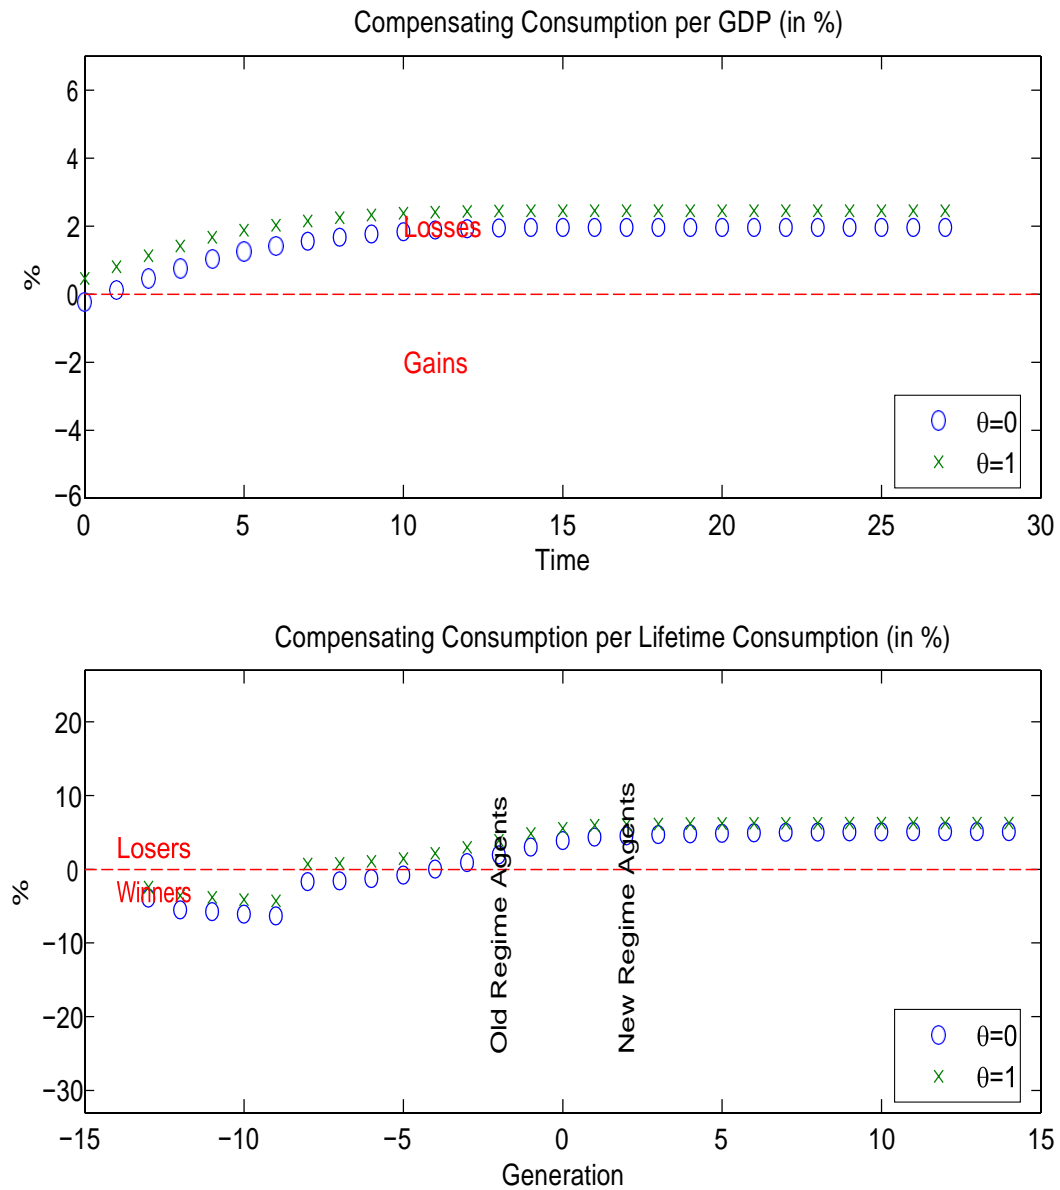 Compensating Consumption per GDP (in %)
6
4
2
0
−2
−4
−6
%
Losses
Gains
θ=0
θ=1
0 5 10 15 20 25 30
Time
Compensating Consumption per Lifetime Consumption (in %)
20
10
0
−10
−20
−30
%
Losers
Winners
Old Regime Agents
New Regime Agents
θ=0
θ=1
−15 −10 −5 0 5 10 15
Generation